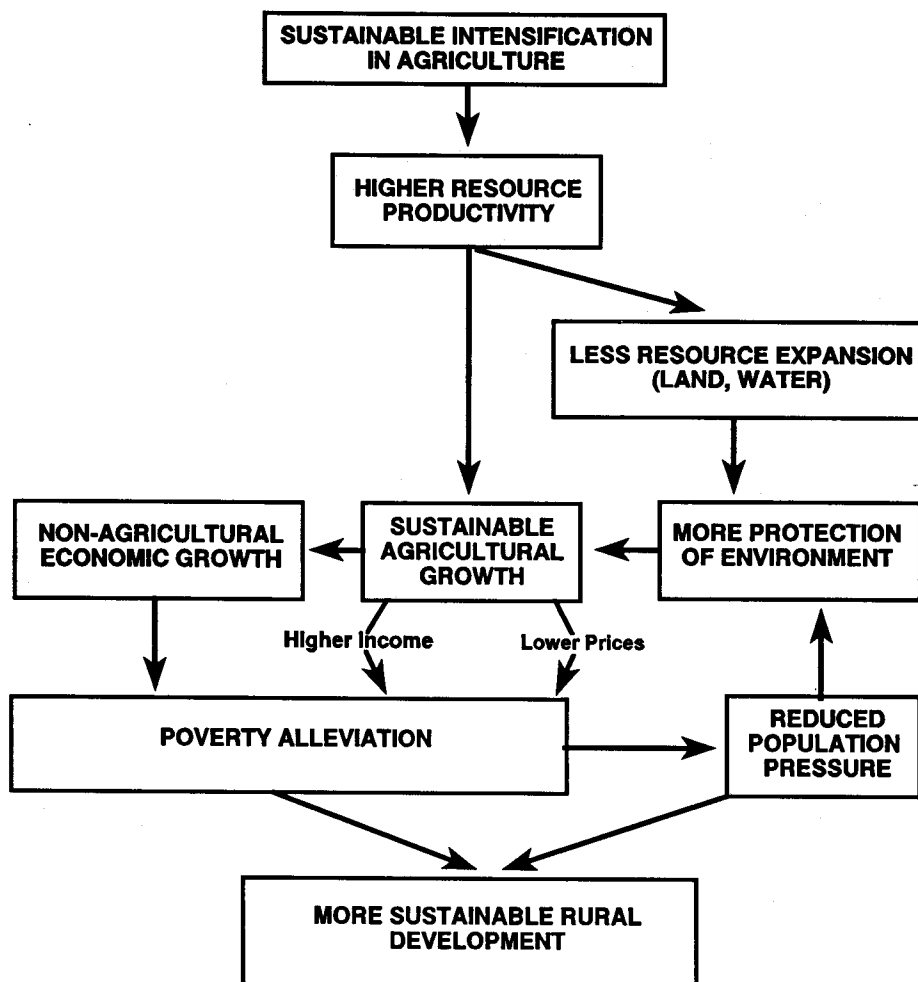 SUSTAINABLE INTENSIFICATION
IN AGRICULTURE
HIGHER RESOURCE
PRODUCTIVITY
LESS RESOURCE EXPANSION
(LAND, WATER)
NON-AGRICULTURAL
ECONOMIC GROWTH
SUSTAINABLE
AGRICULTURAL
GROWTH
MORE PROTECTION
OF ENVIRONMENT
Higher Income
Lower Prices
POVERTY ALLEVIATION
REDUCED
POPULATION
PRESSURE
MORE SUSTAINABLE RURAL
DEVELOPMENT